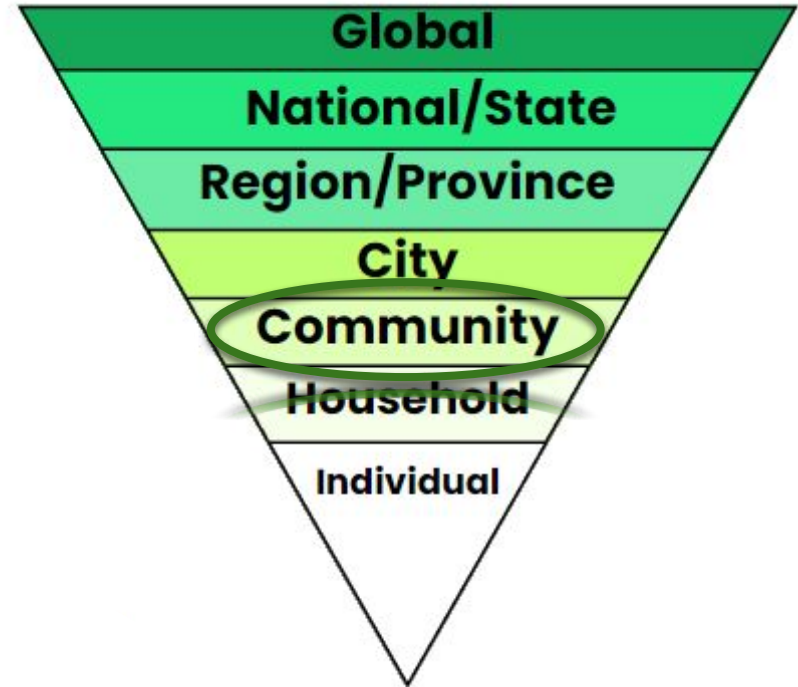 Global
National/State
Region/Province
City
Community
Household
Individual